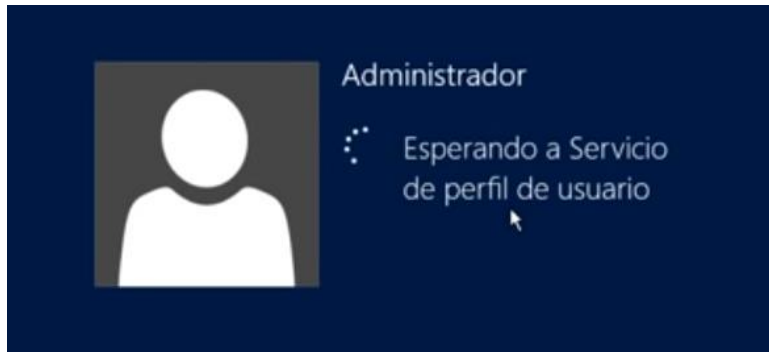 Administrador
Esperando a Servicio
de perfil de usuario